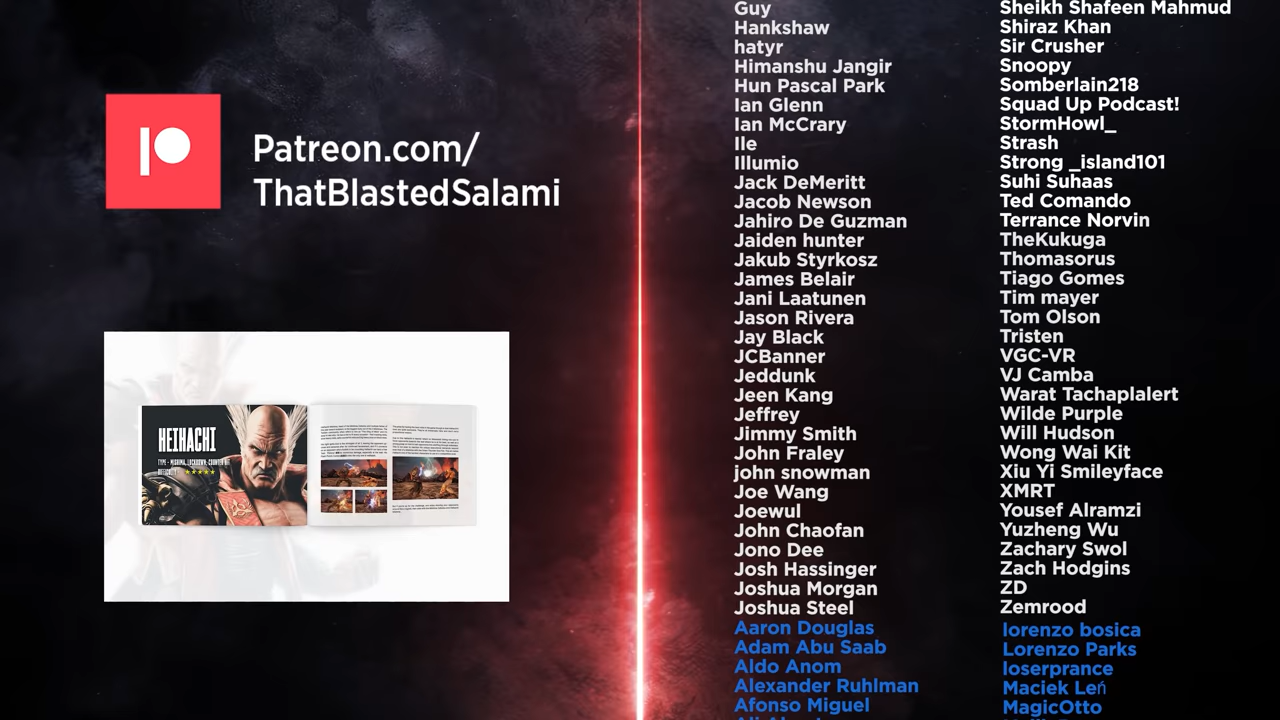 Patreon.com/
ThatBlastedSalami
HEIHACHI
Guy
Hankshaw
hatyr
Himanshu Jangir
Hun Pascal Park
Ian Glenn
Ian McCrary
Ile
Illumio
Jack DeMeritt
Jacob Newson
Jahiro De Guzman
Jaiden hunter
Jakub Styrkosz
James Belair
Jani Laatunen
Jason Rivera
Jay Black
JCBanner
Jeddunk
Jeen Kang
Jeffrey
Jimmy Smith
John Fraley
john snowman
Joe Wang
Joewul
John Chaofan
Jono Dee
Josh Hassinger
Joshua Morgan
Joshua Steel
Aaron Douglas
Adam Abu Saab
Aldo Anom
Alexander Ruhlman
Afonso Miguel
Sheikh Shafeen Mahmud
Shiraz Khan
Sir Crusher
Snoopy
Somberlain218
Squad Up Podcast!
StormHowl_
Strash
Strong _island101
Suhi Suhaas
Ted Comando
Terrance Norvin
TheKukuga
Thomasorus
Tiago Gomes
Tim mayer
Tom Olson
Tristen
VGC-VR
VJ Camba
Warat Tachaplalert
Wilde Purple
Will Hudson
Wong Wai Kit
Xiu Yi Smileyface
XMRT
Yousef Alramzi
Yuzheng Wu
Zachary Swol
Zach Hodgins
ZD
Zemrood
lorenzo bosica
Lorenzo Parks
loserprance
Maciek Leń
MagicOtto